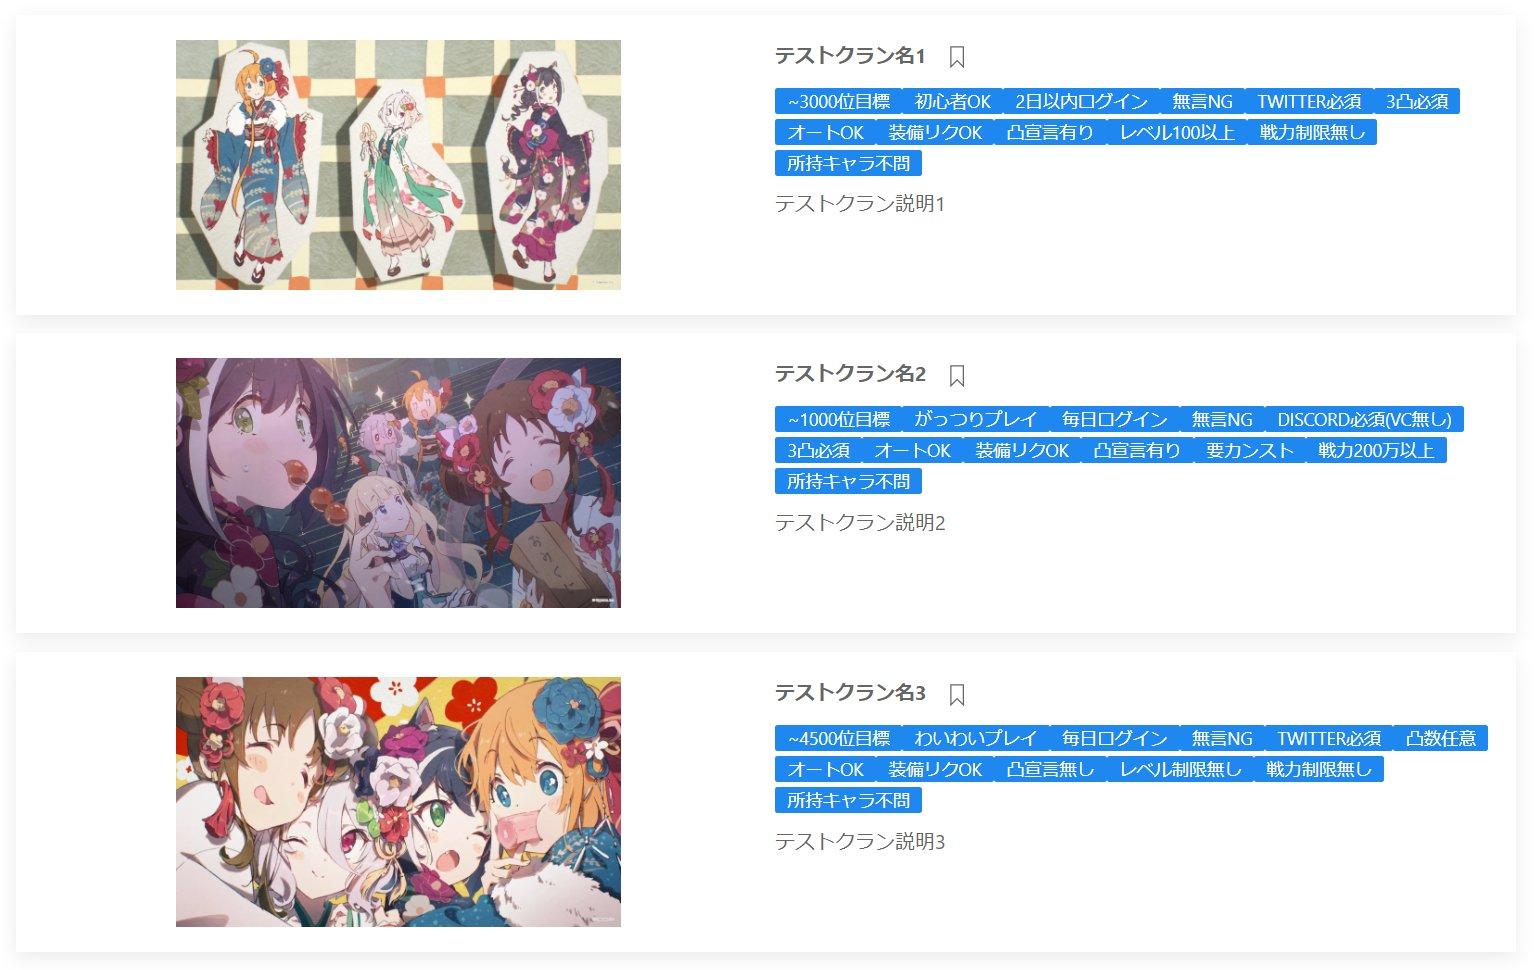 テストクラン名1
~3000位目標 初心者OK 2日以内ログイン 無言NG TWITTER必須 3凸必須
オートOK 装備リクOK 凸宣言有り レベル100以上 戦力制限無し
所持キャラ不問
テストクラン説明1
テストクラン名2
~1000位目標 がっつりプレイ 毎日ログイン 無言NG DISCORD必須(VC無し)
3凸必須 オートOK 装備リクOK 凸宣言有り 要カンスト 戦力200万以上
所持キャラ不問
テストクラン説明2
おみくじ
テストクラン名3
~4500位目標 わいわいプレイ 毎日ログイン 無言NG TWITTER必須 凸数任意
オートOK 装備リクOK 凸宣言無し レベル制限無し 戦力制限無し
所持キャラ不問
テストクラン説明3